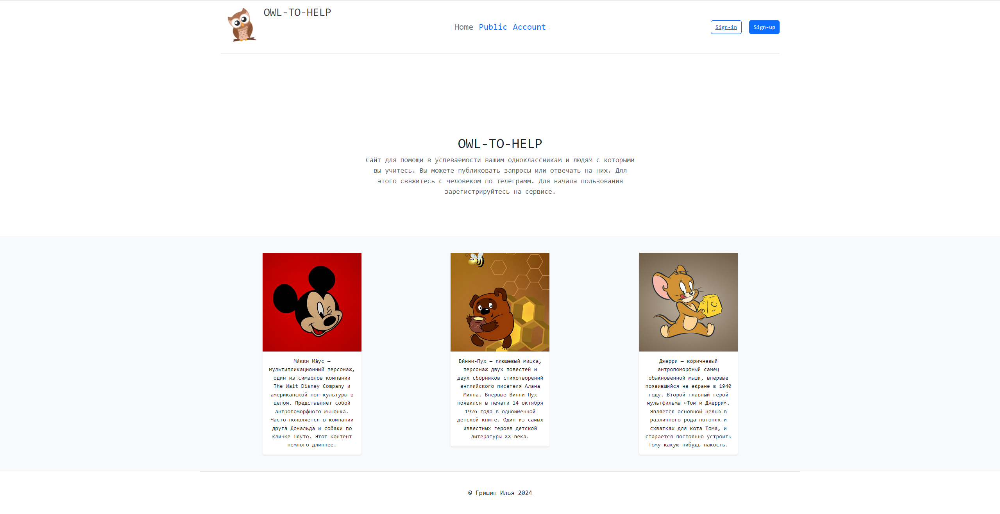 OWL-TO-HELP
Home Public Account
Sign-in Sign-up
OWL-TO-HELP
Сайт для помощи в успеваемости вашим одноклассникам и людям с которыми
вы учитесь. Вы можете публиковать запросы или отвечать на них. Для
этого свяжитесь с человеком по телеграмм. Для начала пользования
зарегистрируйтесь на сервисе.
Ми́кки Ма́ус —
мультипликационный персонаж,
один из символов компании
The Walt Disney Company и
американской поп-культуры в
целом. Представляет собой
антропоморфного мышонка.
Часто появляется в компании
друга Дональда и собаки по
кличке Плуто. Этот контент
немного длиннее.
Ви́нни-Пух — плюшевый мишка,
персонаж двух повестей и
двух сборников стихотворений
английского писателя Алана
Милна. Впервые Винни-Пух
появился в печати 14 октября
1926 года в одноимённой
детской книге. Один из самых
известных героев детской
литературы XX века.
Джерри — коричневый
антропоморфный самец
обыкновенной мыши, впервые
появившийся на экране в 1940
году. Второй главный герой
мультфильма «Том и Джерри».
Является основной целью в
различного рода погонях и
схватках для кота Тома, и
старается постоянно устроить
Тому какую-нибудь пакость.
© Гришин Илья 2024